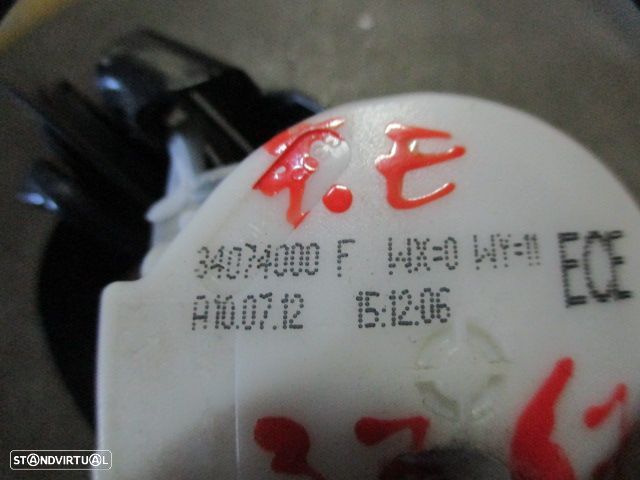 F.E
34074000 F WX=0 WY=11
ECE
A10.07.12 15:12:06
STANDVIRTUAL